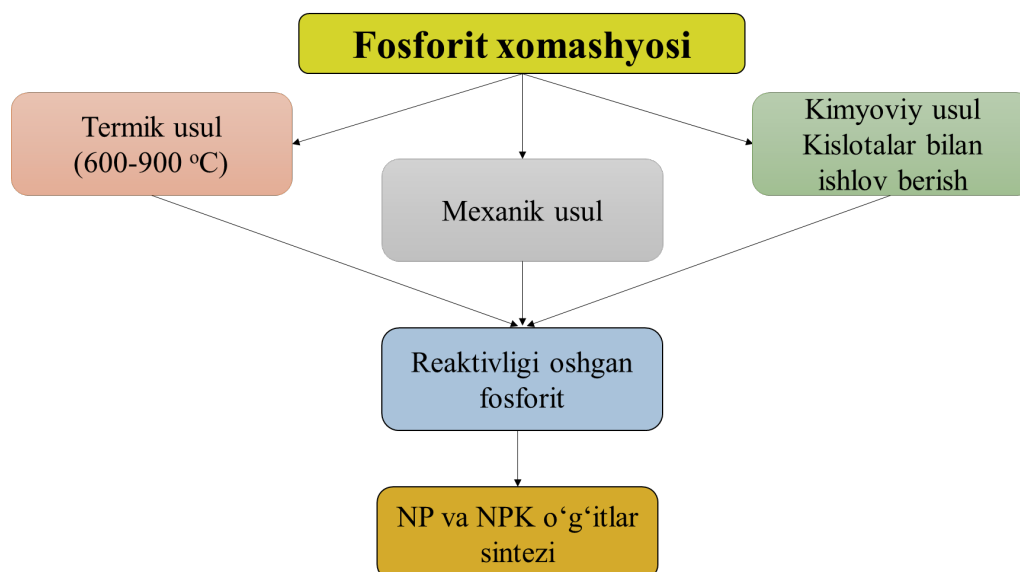 Fosforit xomashyosi
Termik usul
(600-900 °C)
Mexanik usul
Kimyoviy usul
Kislotalar bilan
ishlov berish
Reaktivligi oshgan
fosforit
NP va NPK o‘g‘itlar
sintezi